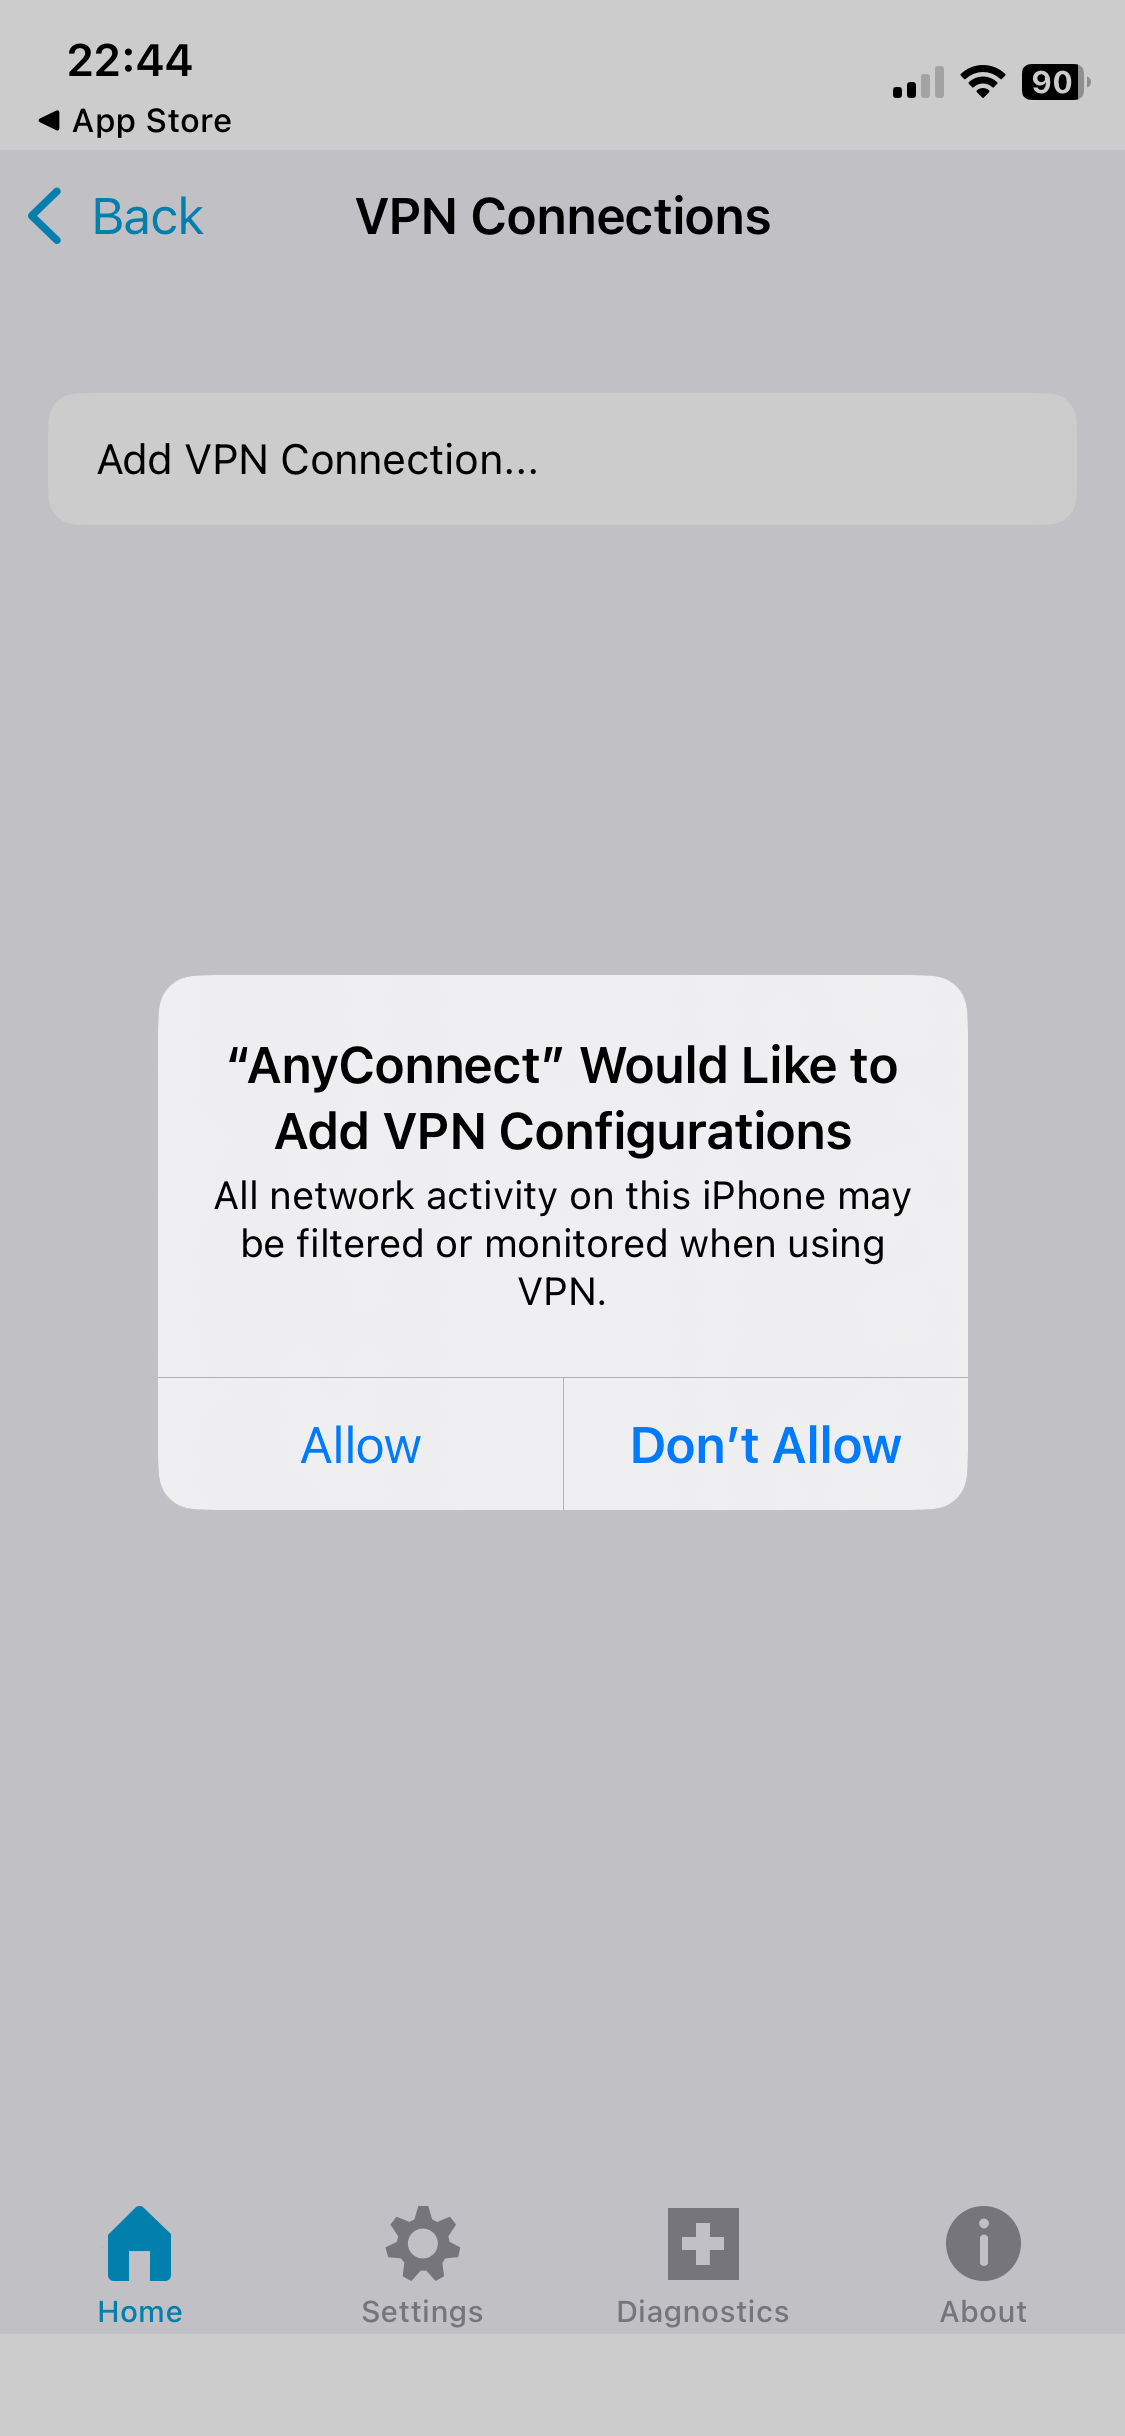 22:44
90
◀ App Store
Back
VPN Connections
Add VPN Connection...
“AnyConnect” Would Like to
Add VPN Configurations
All network activity on this iPhone may
be filtered or monitored when using
VPN.
Allow
Don’t Allow
Home
Settings
Diagnostics
About